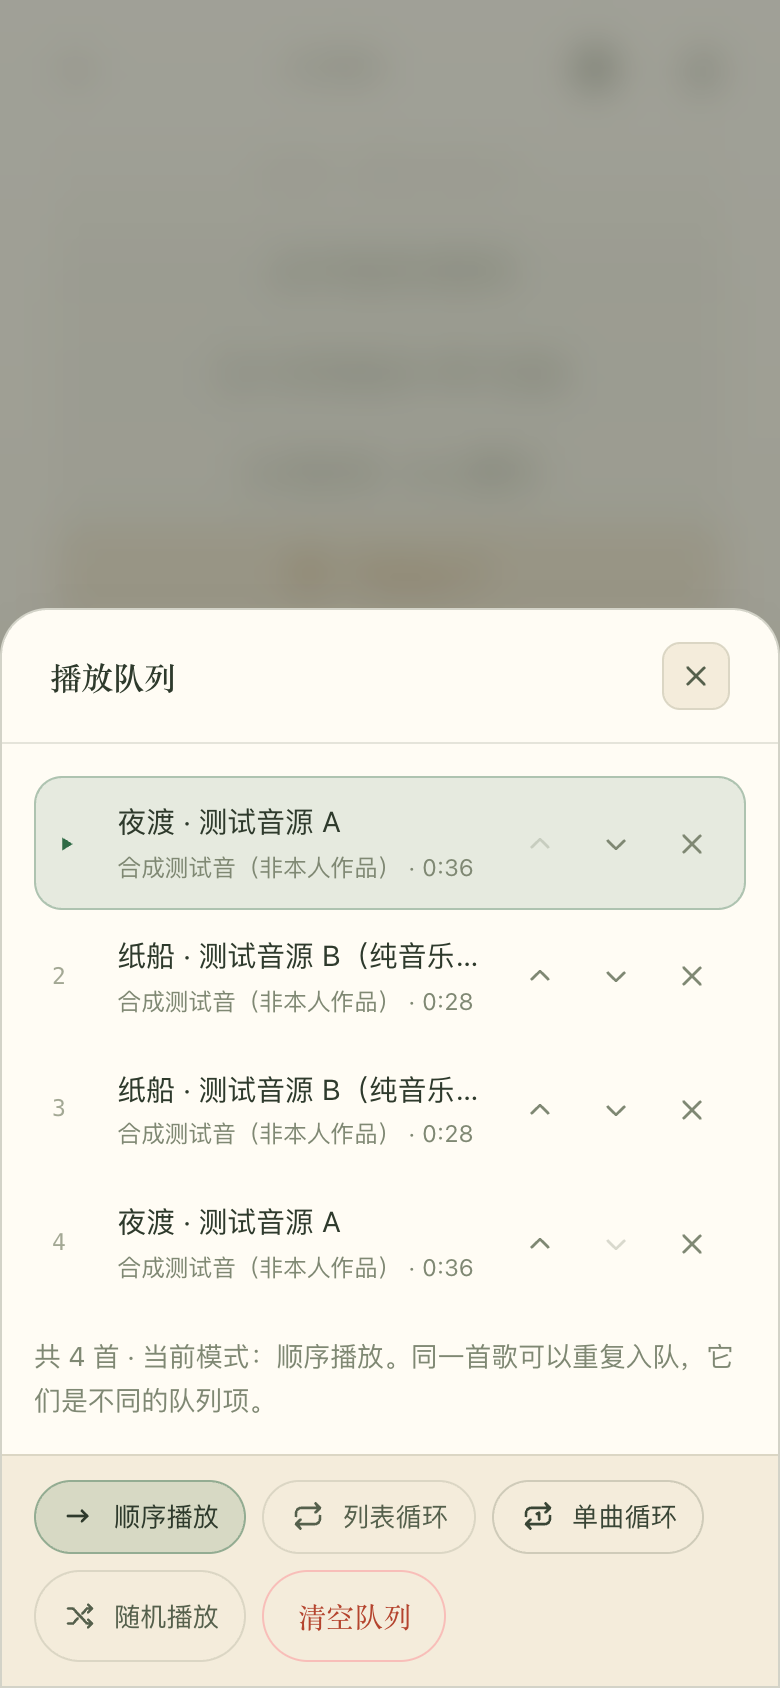 播放队列
夜渡 · 测试音源 A
合成测试音（非本人作品） · 0:36
2
纸船 · 测试音源 B（纯音乐…
合成测试音（非本人作品） · 0:28
3
纸船 · 测试音源 B（纯音乐…
合成测试音（非本人作品） · 0:28
4
夜渡 · 测试音源 A
合成测试音（非本人作品） · 0:36
共 4 首 · 当前模式：顺序播放。同一首歌可以重复入队，它
们是不同的队列项。
顺序播放 列表循环 单曲循环
随机播放 清空队列